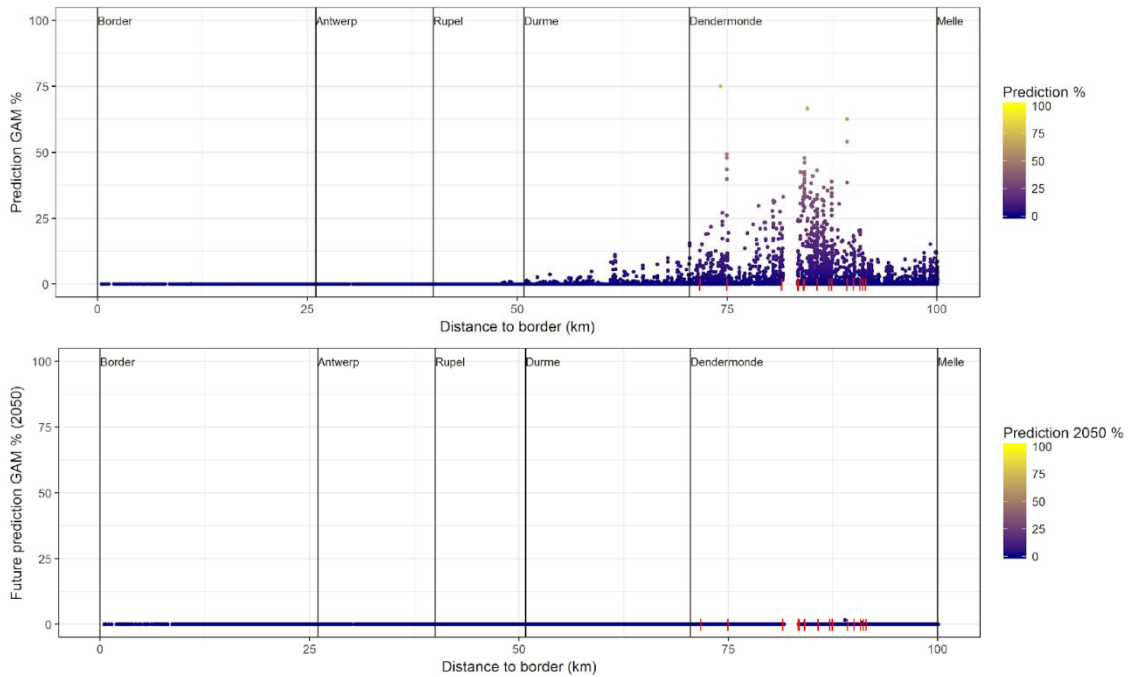 Border Antwerp Rupel Durme Dendermonde Melle
100
75
50
25
0
Prediction GAM %
0 25 50 75 100
Distance to border (km)
Prediction %
100
75
50
25
0
Border Antwerp Rupel Durme Dendermonde Melle
100
75
50
25
0
Future prediction GAM % (2050)
0 25 50 75 100
Distance to border (km)
Prediction 2050 %
100
75
50
25
0